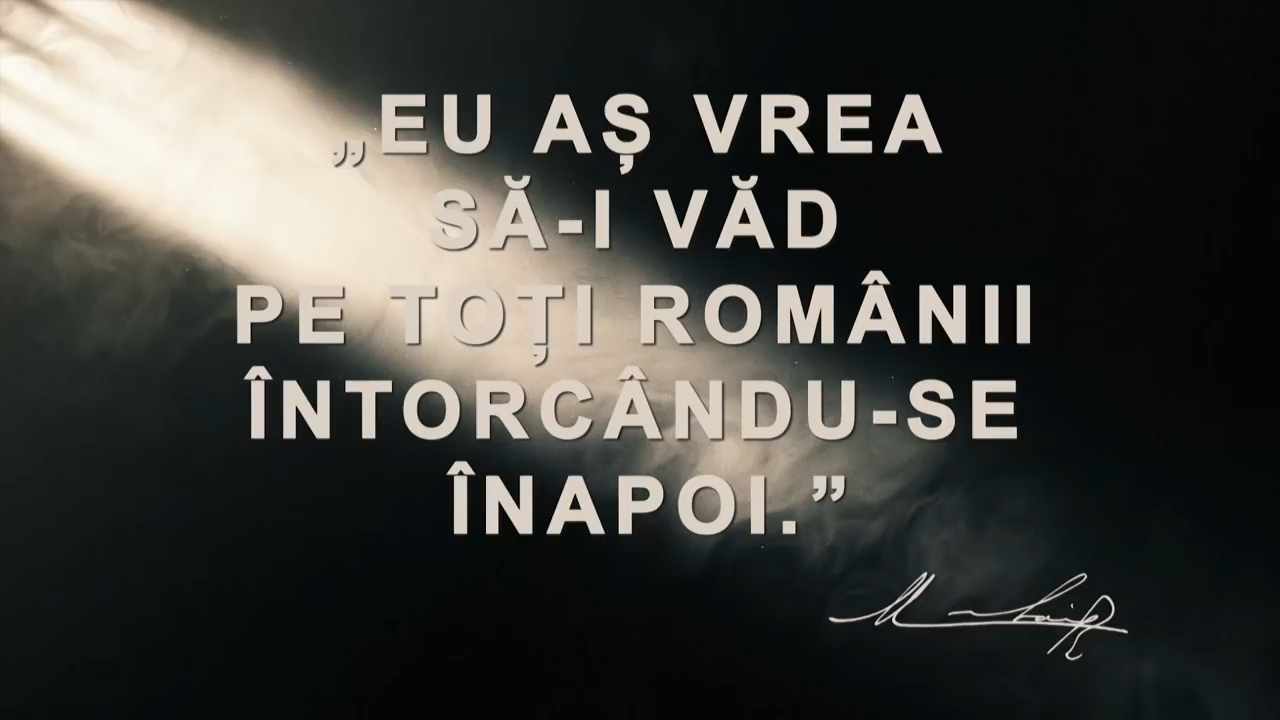 „EU AȘ VREA
SĂ-I VĂD
PE TOȚI ROMÂNII
ÎNTORCÂNDU-SE
ÎNAPOI.”